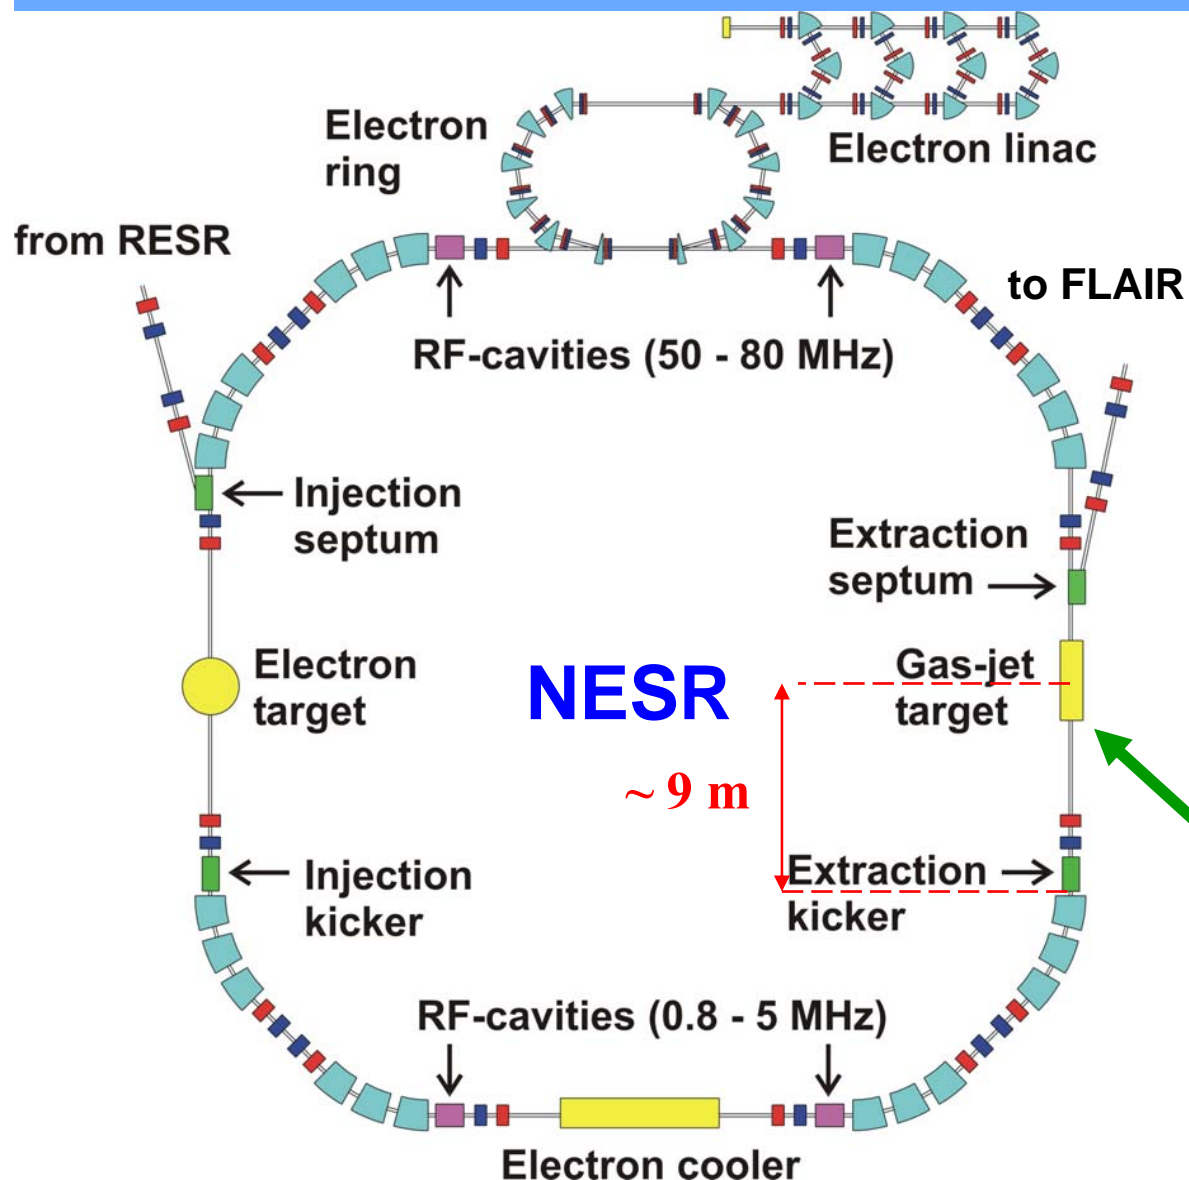 Electron
ring
Electron linac
from RESR
to FLAIR
RF-cavities (50 - 80 MHz)
Injection
septum
Extraction
septum
Electron
target
NESR
Gas-jet
target
~ 9 m
Injection
kicker
Extraction
kicker
RF-cavities (0.8 - 5 MHz)
Electron cooler